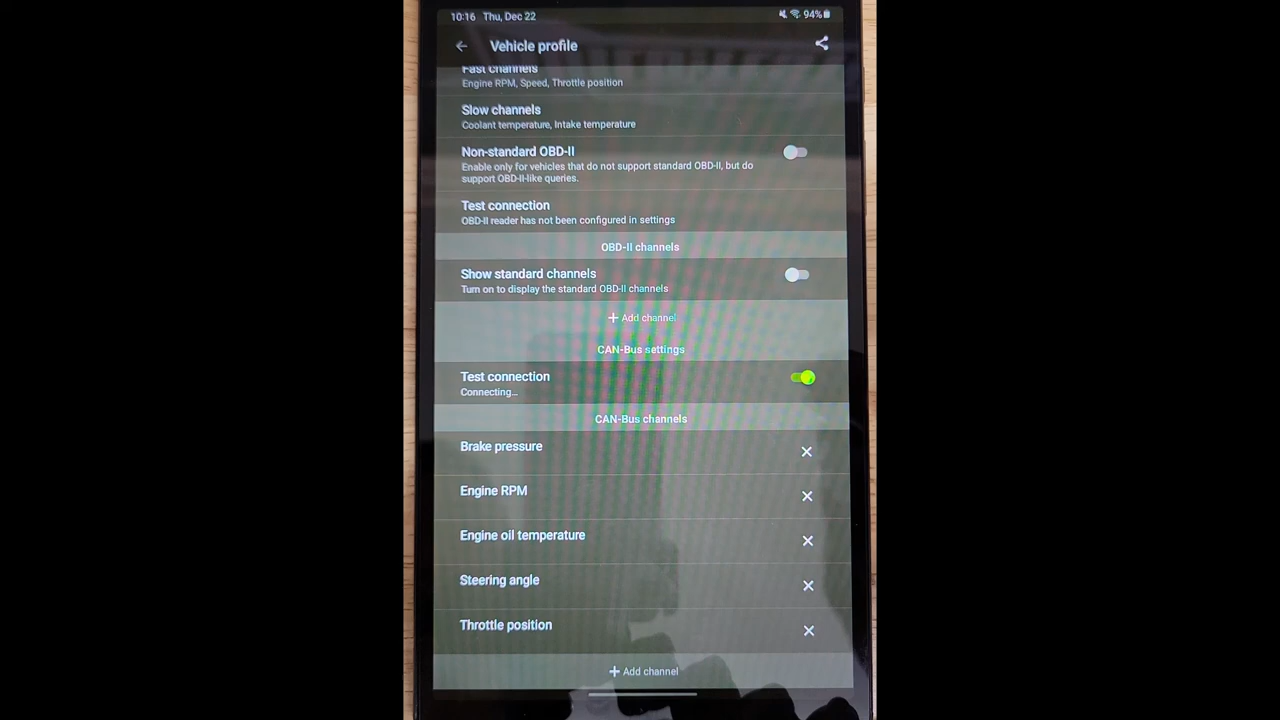 10:16 Thu, Dec 22
94%
Vehicle profile
Fast channels
Engine RPM, Speed, Throttle position
Slow channels
Coolant temperature, Intake temperature
Non-standard OBD-II
Enable only for vehicles that do not support standard OBD-II, but do
support OBD-II-like queries.
Test connection
OBD-II reader has not been configured in settings
OBD-II channels
Show standard channels
Turn on to display the standard OBD-II channels
+ Add channel
CAN-Bus settings
Test connection
Connecting...
CAN-Bus channels
Brake pressure
Engine RPM
Engine oil temperature
Steering angle
Throttle position
+ Add channel